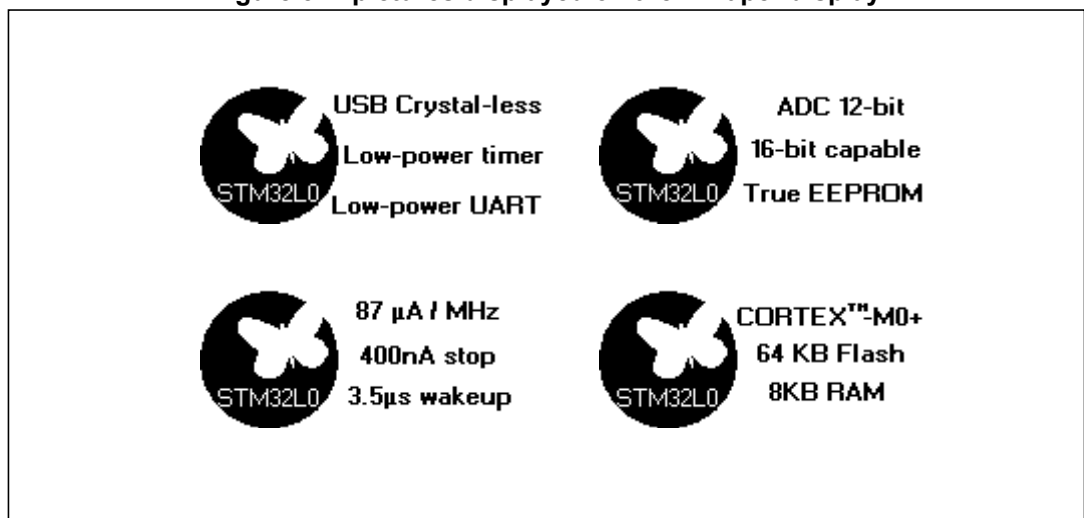 USB Crystal-less
Low-power timer
Low-power UART
STM32L0
ADC 12-bit
16-bit capable
True EEPROM
STM32L0
87 µA / MHz
400nA stop
3.5µs wakeup
STM32L0
CORTEX™-M0+
64 KB Flash
8KB RAM
STM32L0